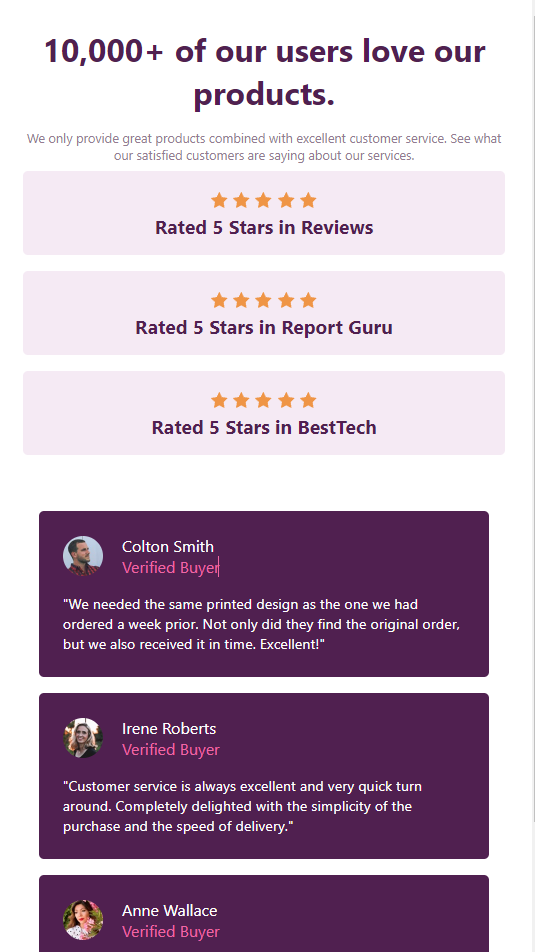 10,000+ of our users love our
products.
We only provide great products combined with excellent customer service. See what
our satisfied customers are saying about our services.
Rated 5 Stars in Reviews
Rated 5 Stars in Report Guru
Rated 5 Stars in BestTech
Colton Smith
Verified Buyer
"We needed the same printed design as the one we had
ordered a week prior. Not only did they find the original order,
but we also received it in time. Excellent!"
Irene Roberts
Verified Buyer
"Customer service is always excellent and very quick turn
around. Completely delighted with the simplicity of the
purchase and the speed of delivery."
Anne Wallace
Verified Buyer